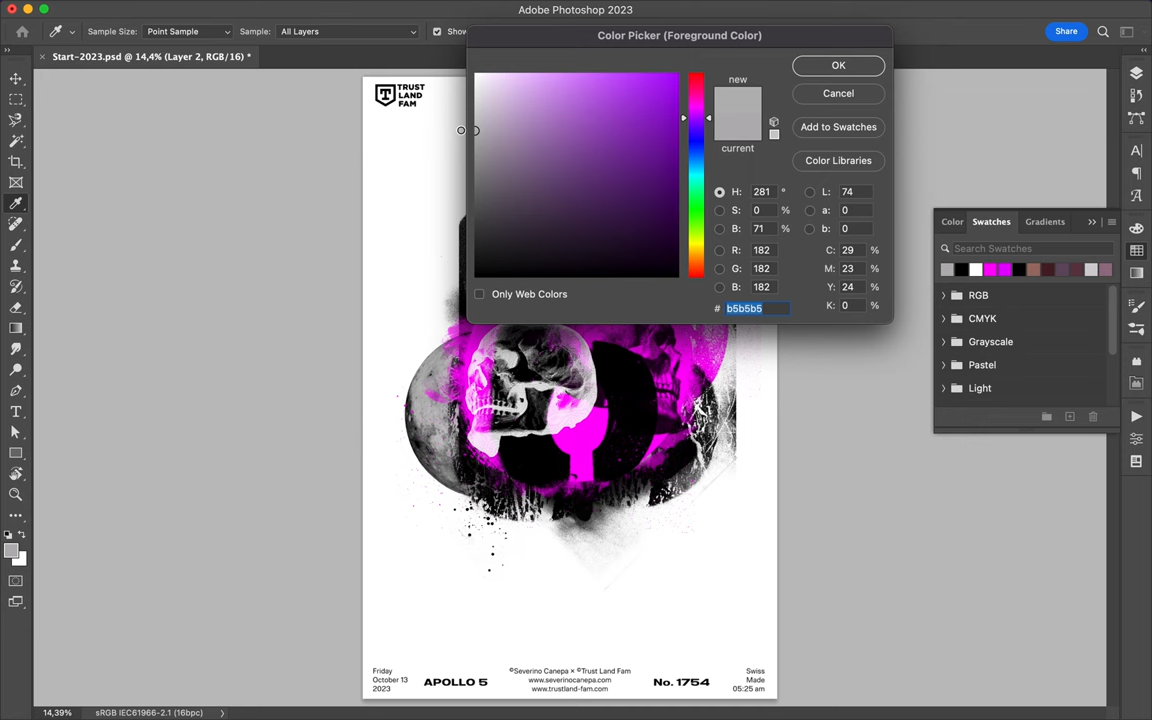 Adobe Photoshop 2023
Sample Size: Point Sample Sample: All Layers Show
Share
Start-2023.psd @ 14,4% (Layer 2, RGB/16) *
Color Picker (Foreground Color)
new
current
OK
Cancel
Add to Swatches
Color Libraries
H: 281 °
S: 0 %
B: 71 %
R: 182
G: 182
B: 182
# b5b5b5
L: 74
a: 0
b: 0
C: 29 %
M: 23 %
Y: 24 %
K: 0 %
Only Web Colors
Color Swatches Gradients
Search Swatches
RGB
CMYK
Grayscale
Pastel
Light
TRUST
LAND
FAM
Friday
October 13
2023
APOLLO 5
©Severino Canepa × ©Trust Land Fam
www.severinocanepa.com
www.trustland-fam.com
No. 1754
Swiss
Made
05:25 am
14,39% sRGB IEC61966-2.1 (16bpc)